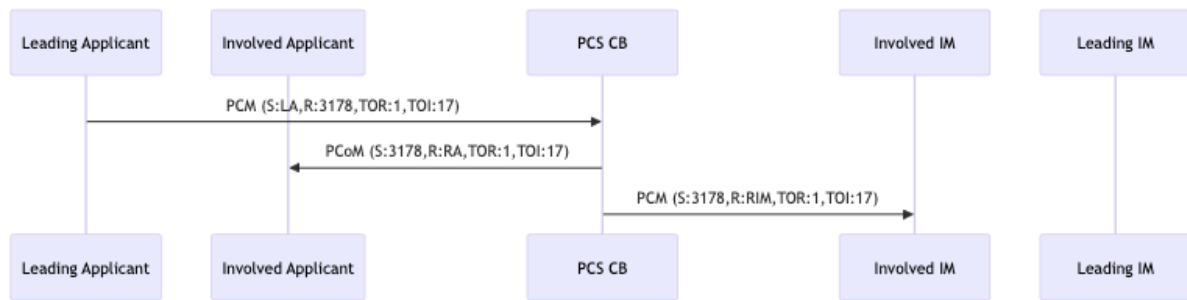 Leading Applicant
Involved Applicant
PCS CB
Involved IM
Leading IM
PCM (S:LA,R:3178,TOR:1,TOI:17)
PCoM (S:3178,R:RA,TOR:1,TOI:17)
PCM (S:3178,R:RIM,TOR:1,TOI:17)
Leading Applicant
Involved Applicant
PCS CB
Involved IM
Leading IM